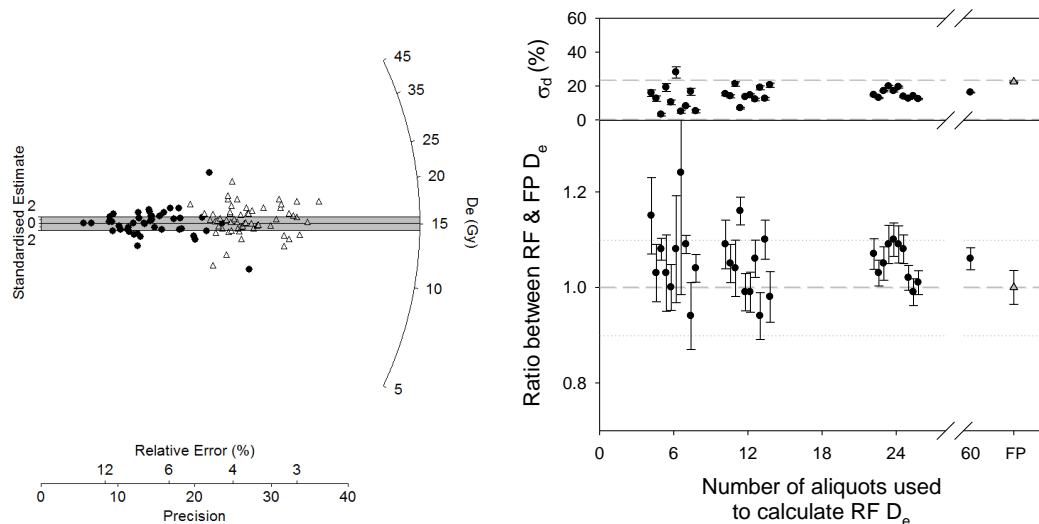 45
35
25
20
15
10
5
De (Gy)
Standardised Estimate
2
0
2
Relative Error (%)
12 6 4 3
0 10 20 30 40
Precision
60
40
20
0
σd (%)
1.2
1.0
0.8
Ratio between RF & FP De
0 6 12 18 24 60 FP
Number of aliquots used
to calculate RF De